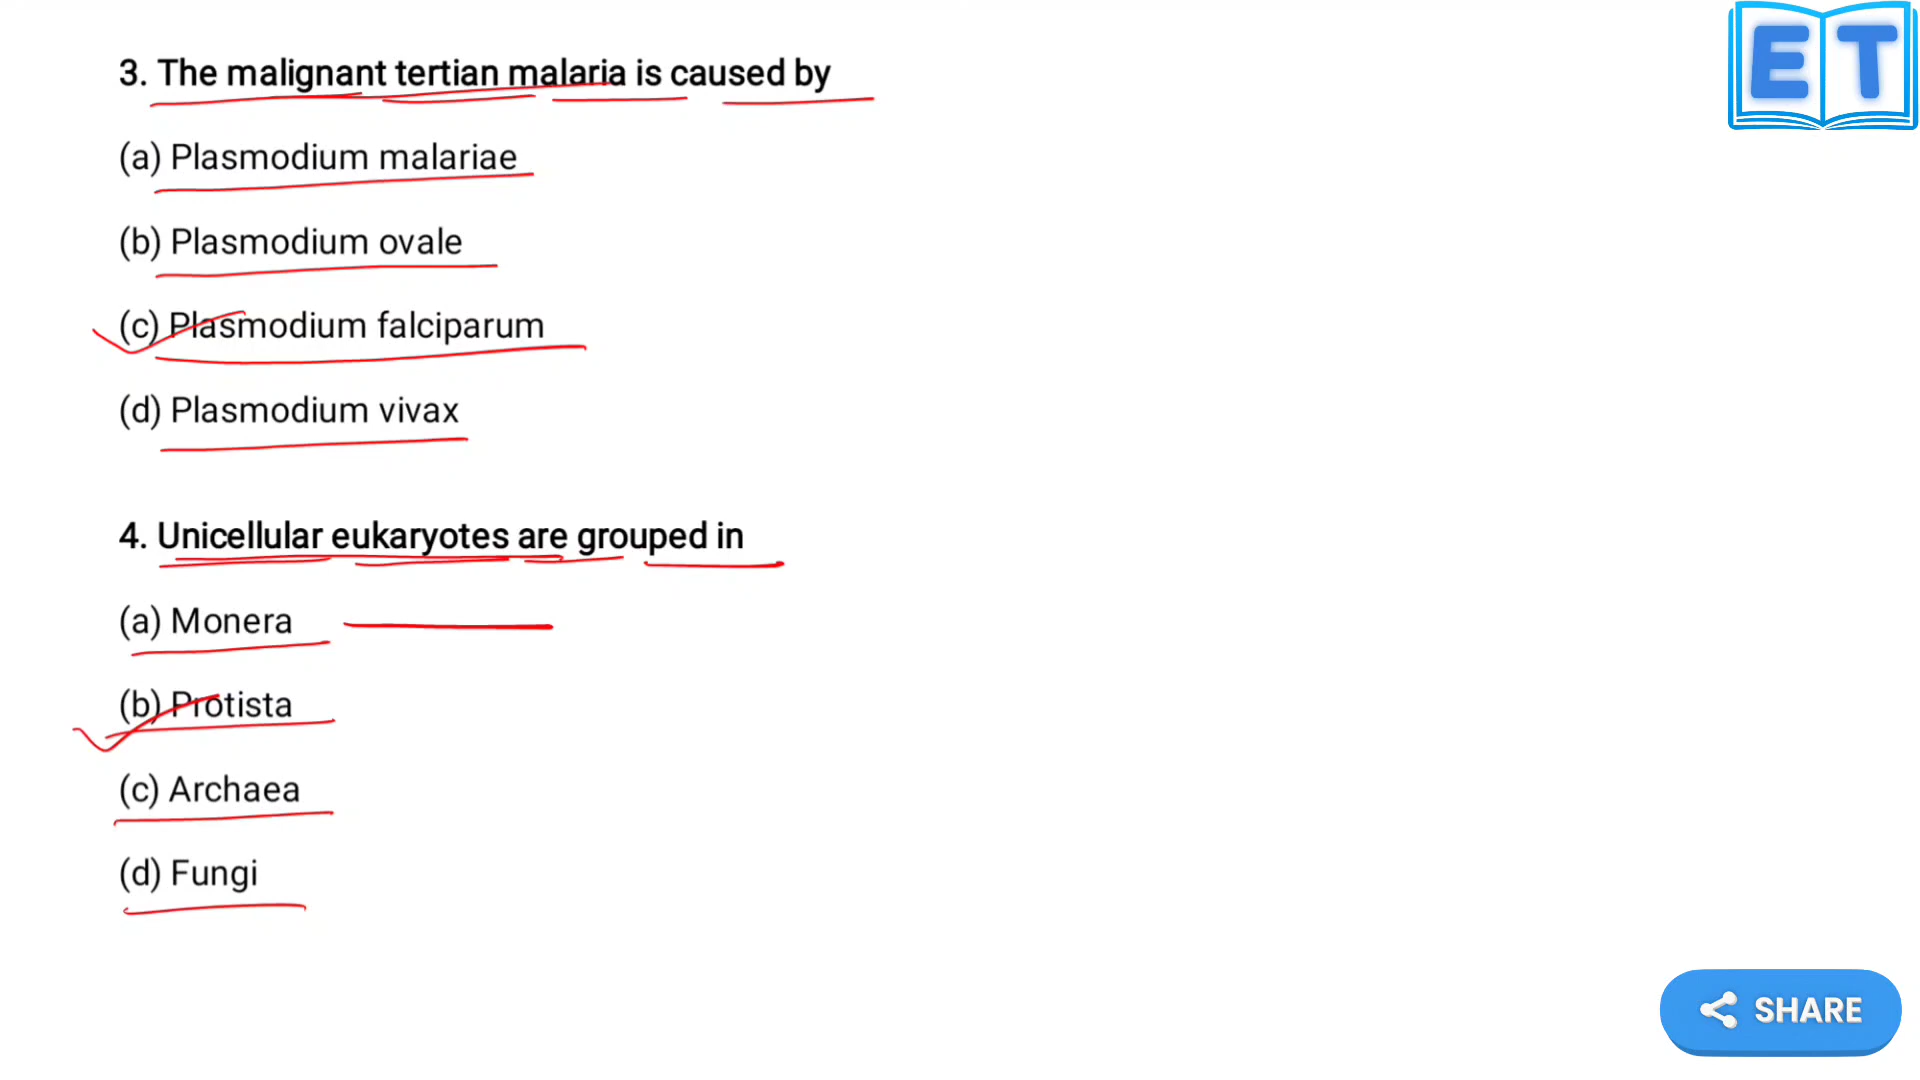 ET
3. The malignant tertian malaria is caused by
(a) Plasmodium malariae
(b) Plasmodium ovale
(c) Plasmodium falciparum
(d) Plasmodium vivax
4. Unicellular eukaryotes are grouped in
(a) Monera
(b) Protista
(c) Archaea
(d) Fungi
SHARE